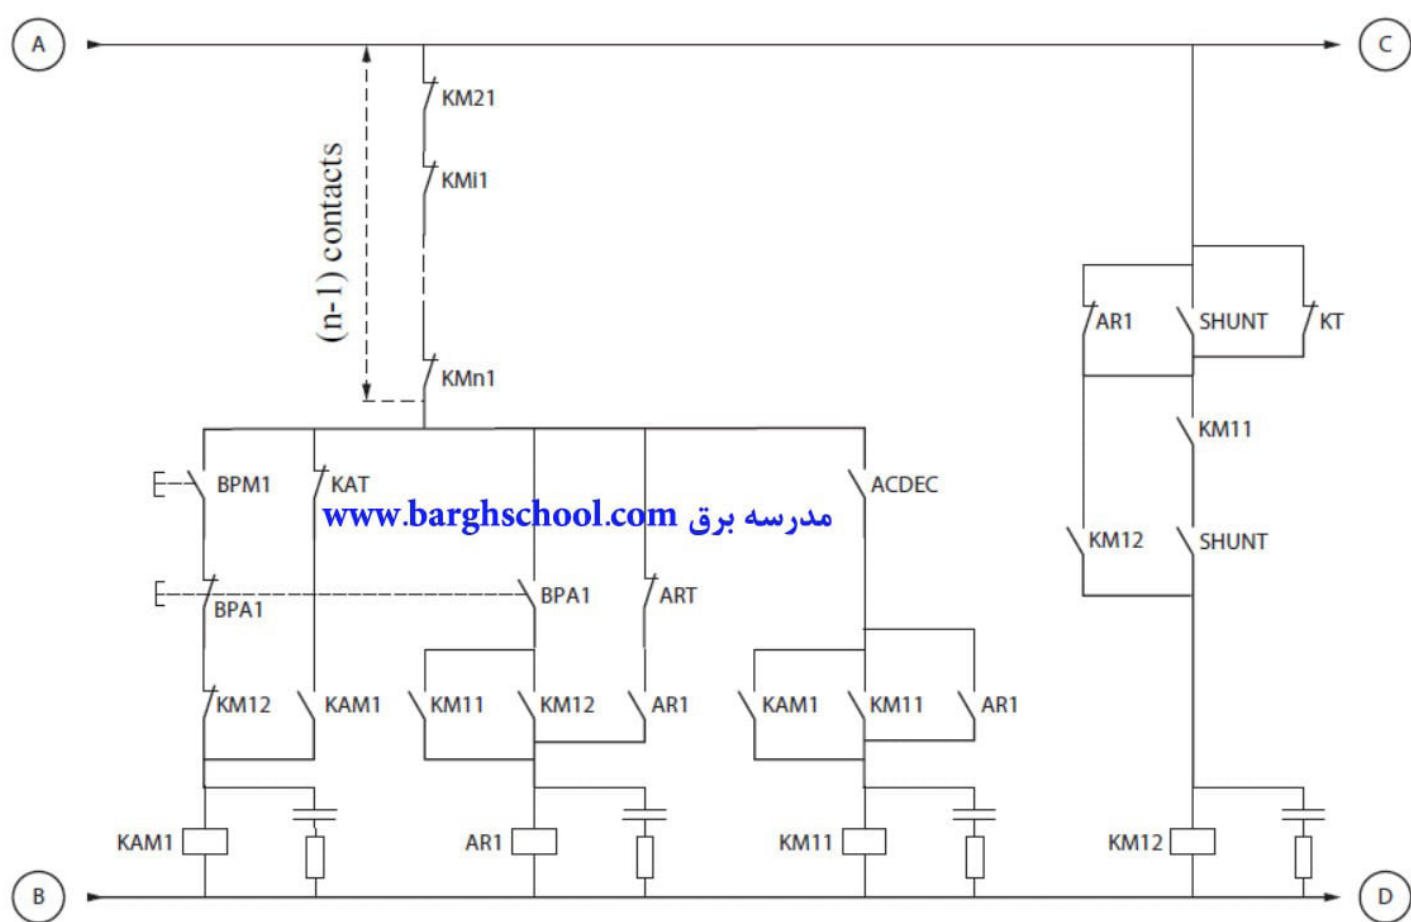 A
C
KM21
KMi1
(n-1) contacts
KMn1
AR1
SHUNT
KT
KM11
BPM1
KAT
ACDEC
www.barghschool.com مدرسه برق
KM12
SHUNT
BPA1
BPA1
ART
KM12
KAM1
KM11
KM12
AR1
KAM1
KM11
AR1
KAM1
AR1
KM11
KM12
B
D